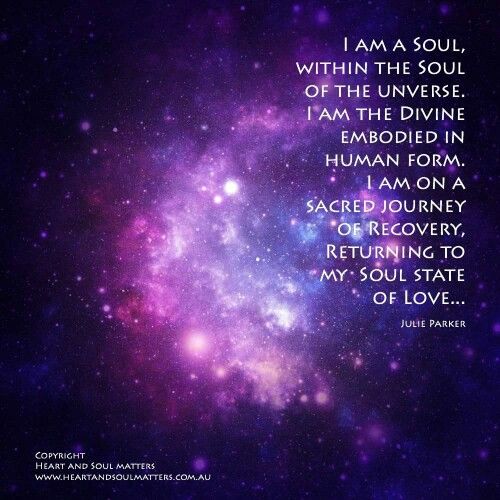 I am a Soul,
within the Soul
of the unverse.
I am the Divine
embodied in
human form.
I am on a
sacred journey
of Recovery,
Returning to
my Soul state
of Love...
Julie Parker
Copyright
Heart and Soul matters
www.heartandsoulmatters.com.au